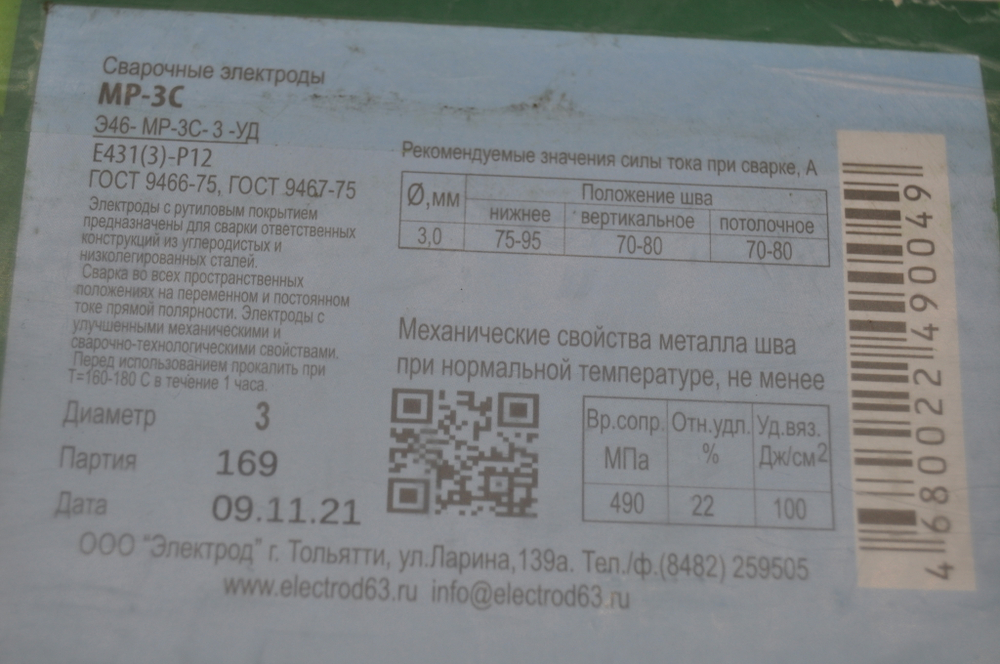 Сварочные электроды
МР-3С
Э46- МР-3С- 3 -УД
Е431(3)-Р12
ГОСТ 9466-75, ГОСТ 9467-75
Электроды с рутиловым покрытием
предназначены для сварки ответственных
конструкций из углеродистых и
низколегированных сталей.
Сварка во всех пространственных
положениях на переменном и постоянном
токе прямой полярности. Электроды с
улучшенными механическими и
сварочно-технологическими свойствами.
Перед использованием прокалить при
Т=160-180 С в течение 1 часа.
Диаметр 3
Партия 169
Дата 09.11.21
Рекомендуемые значения силы тока при сварке, А
Ø,мм Положение шва
нижнее вертикальное потолочное
3,0 75-95 70-80 70-80
Механические свойства металла шва
при нормальной температуре, не менее
Вр.сопр. Отн.удл. Уд.вяз.
МПа % Дж/см2
490 22 100
ООО "Электрод" г. Тольятти, ул.Ларина,139а. Тел./ф.(8482) 259505
www.electrod63.ru info@electrod63.ru
4680022490049